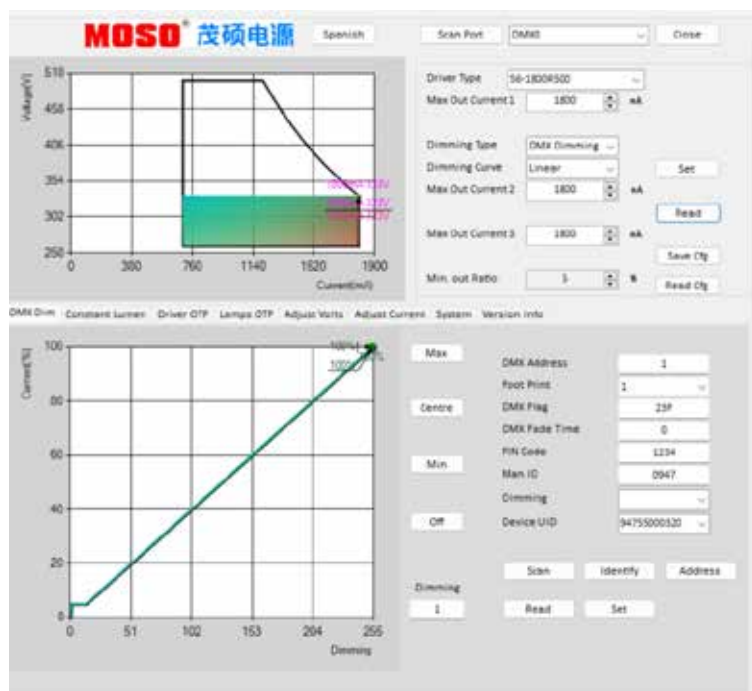 MOSO® 茂硕电源
Spanish
Scan Port
DMX0
Close
Voltage(V)
510
458
406
354
302
250
0 380 760 1140 1520 1900
Current(mA)
Driver Type
S6-1800R500
Max Out Current 1 1800 mA
Dimming Type DMX Dimming
Dimming Curve Linear Set
Max Out Current 2 1800 mA
Read
Max Out Current 3 1800 mA
Save Cfg
Min. out Ratio 5 %
Read Cfg
DMX Dim Constant Lumen Driver OTP Lamps OTP Adjust Volts Adjust Current System Version Info
Current(%)
100
80
60
40
20
0
0 51 102 153 204 255
Dimming
100%
100%
Max
Centre
Min
Off
Dimming
1
DMX Address 1
Foot Print 1
DMX Flag 23F
DMX Fade Time 0
PIN Code 1234
Man ID 0947
Dimming
Device UID 94755000320
Scan Identify Address
Read Set